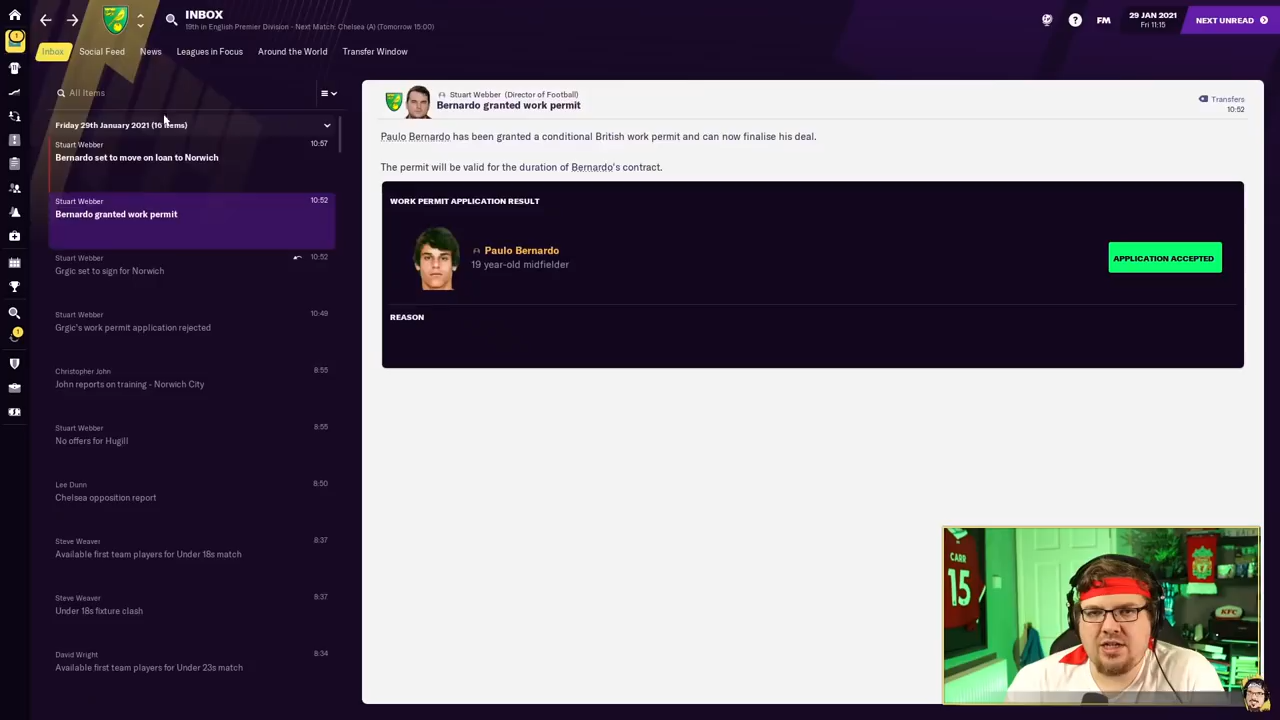 INBOX
19th in English Premier Division - Next Match: Chelsea (A) (Tomorrow 15:00)
FM
29 JAN 2021
Fri 11:15
NEXT UNREAD
1
Inbox
Social Feed
News
Leagues in Focus
Around the World
Transfer Window
All Items
Friday 29th January 2021 (16 items)
Stuart Webber
10:57
Bernardo set to move on loan to Norwich
Stuart Webber
10:52
Bernardo granted work permit
Stuart Webber
10:52
Grgic set to sign for Norwich
Stuart Webber
10:49
Grgic's work permit application rejected
Christopher John
8:55
John reports on training - Norwich City
Stuart Webber
8:55
No offers for Hugill
Lee Dunn
8:50
Chelsea opposition report
Steve Weaver
8:37
Available first team players for Under 18s match
Steve Weaver
8:37
Under 18s fixture clash
David Wright
8:34
Available first team players for Under 23s match
1
Stuart Webber (Director of Football)
Bernardo granted work permit
Transfers
10:52
Paulo Bernardo has been granted a conditional British work permit and can now finalise his deal.
The permit will be valid for the duration of Bernardo's contract.
WORK PERMIT APPLICATION RESULT
Paulo Bernardo
19 year-old midfielder
APPLICATION ACCEPTED
REASON
CARR
15
KFC